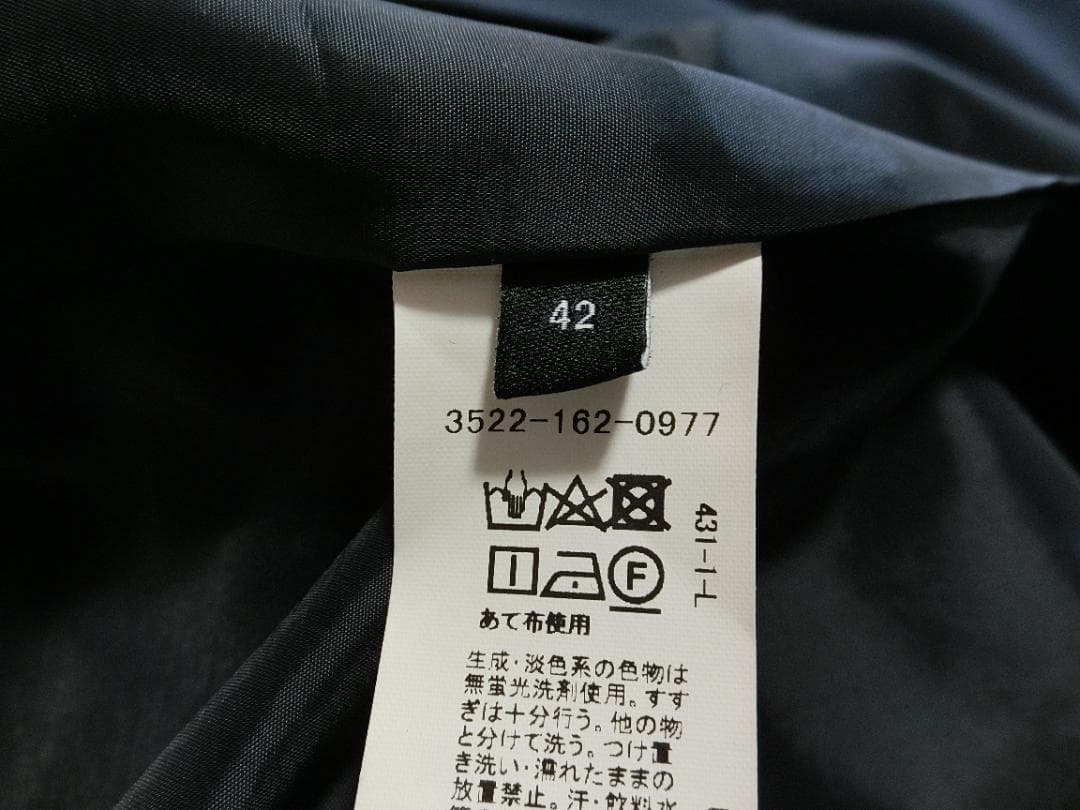 42
3522-162-0977
F
431-1-L
あて布使用
生成・淡色系の色物は
無蛍光洗剤使用。すす
ぎは十分行う。他の物
と分けて洗う。つけ置
き洗い・濡れたままの
放置禁止。汗・飲料水